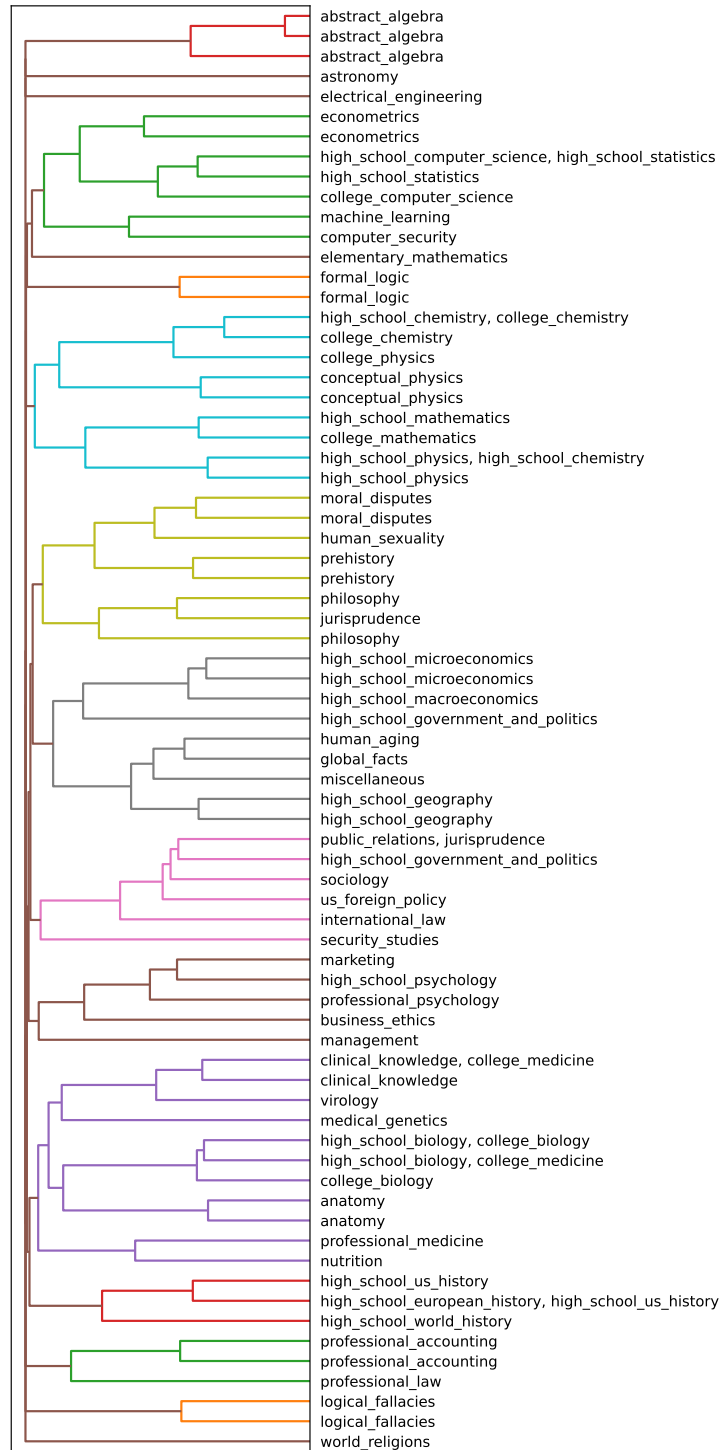 abstract_algebra
abstract_algebra
abstract_algebra
astronomy
electrical_engineering
econometrics
econometrics
high_school_computer_science, high_school_statistics
high_school_statistics
college_computer_science
machine_learning
computer_security
elementary_mathematics
formal_logic
formal_logic
high_school_chemistry, college_chemistry
college_chemistry
college_physics
conceptual_physics
conceptual_physics
high_school_mathematics
college_mathematics
high_school_physics, high_school_chemistry
high_school_physics
moral_disputes
moral_disputes
human_sexuality
prehistory
prehistory
philosophy
jurisprudence
philosophy
high_school_microeconomics
high_school_microeconomics
high_school_macroeconomics
high_school_government_and_politics
human_aging
global_facts
miscellaneous
high_school_geography
high_school_geography
public_relations, jurisprudence
high_school_government_and_politics
sociology
us_foreign_policy
international_law
security_studies
marketing
high_school_psychology
professional_psychology
business_ethics
management
clinical_knowledge, college_medicine
clinical_knowledge
virology
medical_genetics
high_school_biology, college_biology
high_school_biology, college_medicine
college_biology
anatomy
anatomy
professional_medicine
nutrition
high_school_us_history
high_school_european_history, high_school_us_history
high_school_world_history
professional_accounting
professional_accounting
professional_law
logical_fallacies
logical_fallacies
world_religions